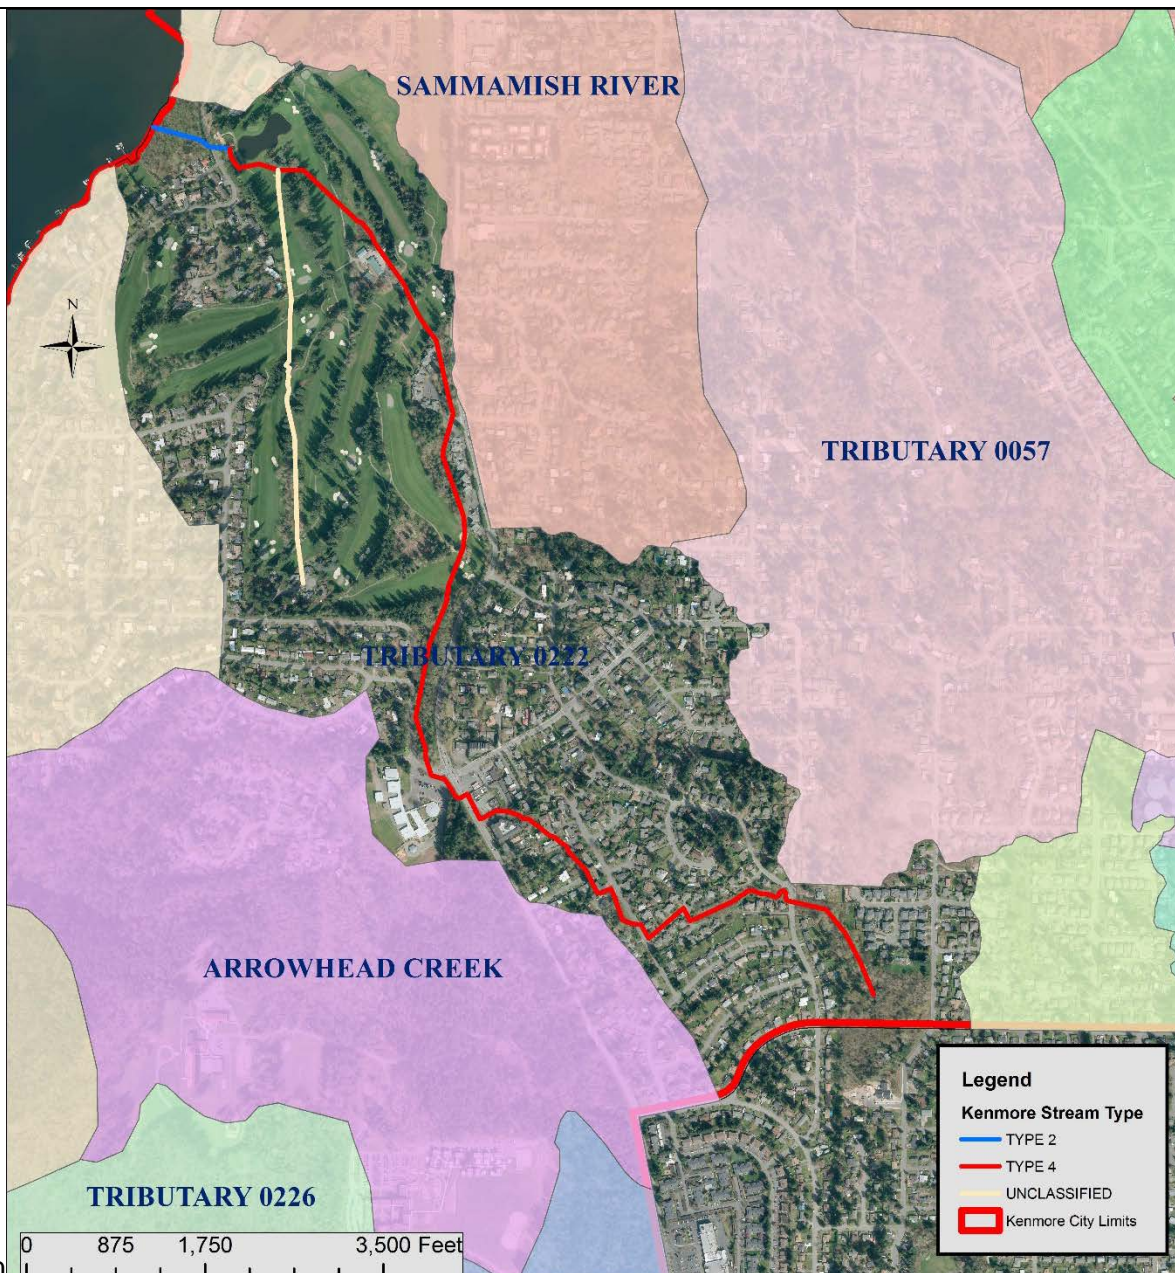 SAMMAMISH RIVER
N
TRIBUTARY 0057
TRIBUTARY 0222
ARROWHEAD CREEK
TRIBUTARY 0226
0 875 1,750 3,500 Feet
Legend
Kenmore Stream Type
TYPE 2
TYPE 4
UNCLASSIFIED
Kenmore City Limits